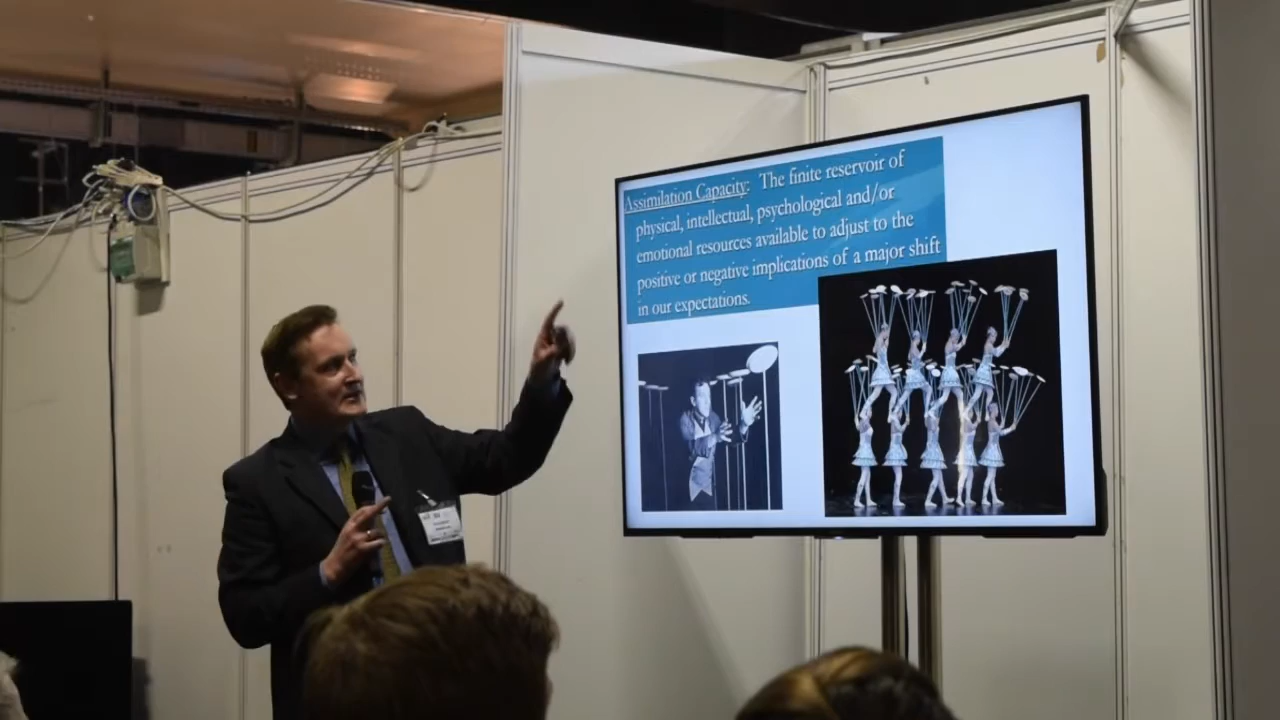 Assimilation Capacity: The finite reservoir of
physical, intellectual, psychological and/or
emotional resources available to adjust to the
positive or negative implications of a major shift
in our expectations.